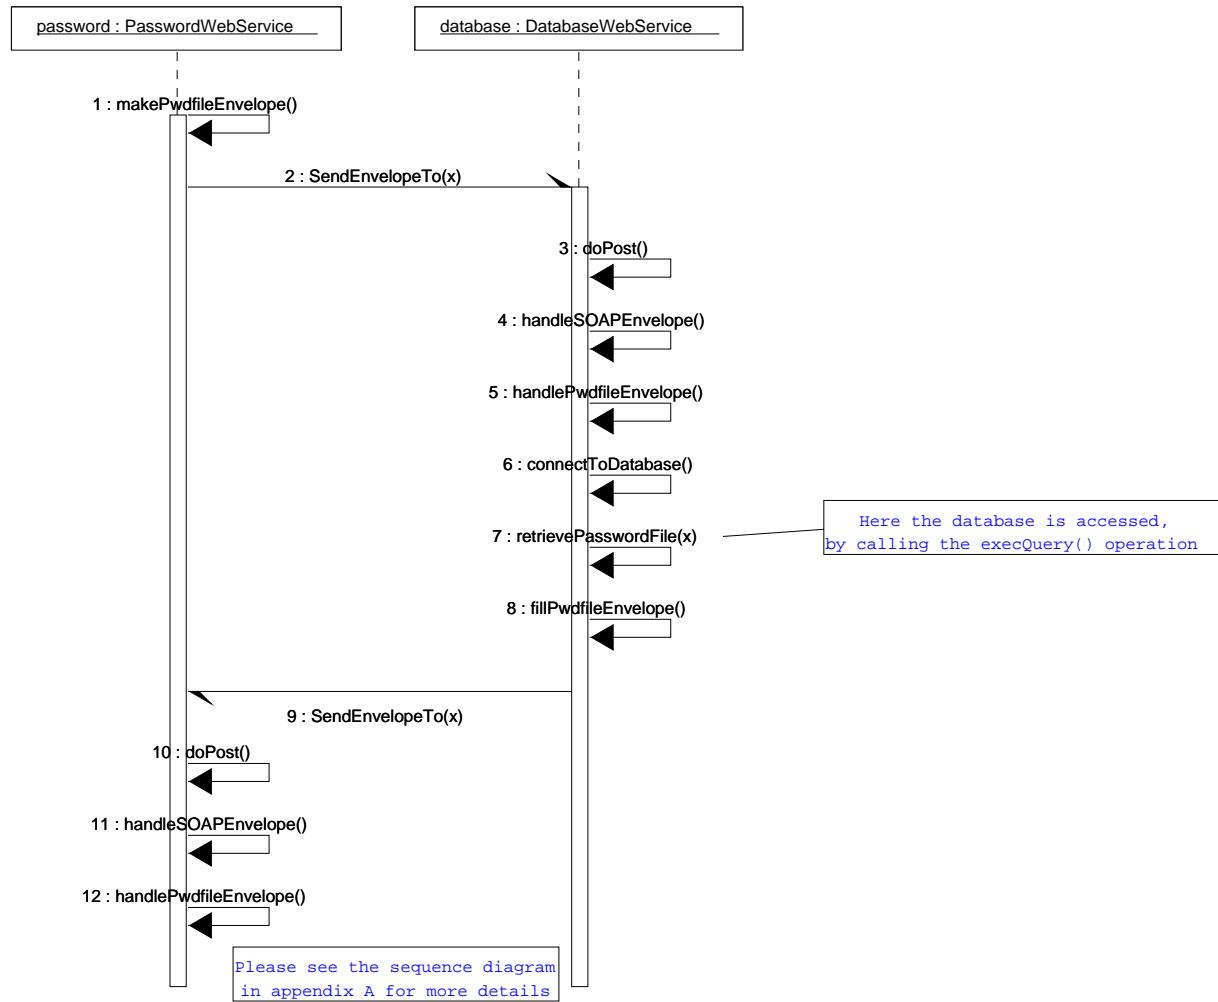 password : PasswordWebService
database : DatabaseWebService
1 : makePwdfileEnvelope()
2 : SendEnvelopeTo(x)
3 : doPost()
4 : handleSOAPEnvelope()
5 : handlePwdfileEnvelope()
6 : connectToDatabase()
7 : retrievePasswordFile(x)
Here the database is accessed,
by calling the execQuery() operation
8 : fillPwdfileEnvelope()
9 : SendEnvelopeTo(x)
10 : doPost()
11 : handleSOAPEnvelope()
12 : handlePwdfileEnvelope()
Please see the sequence diagram
in appendix A for more details